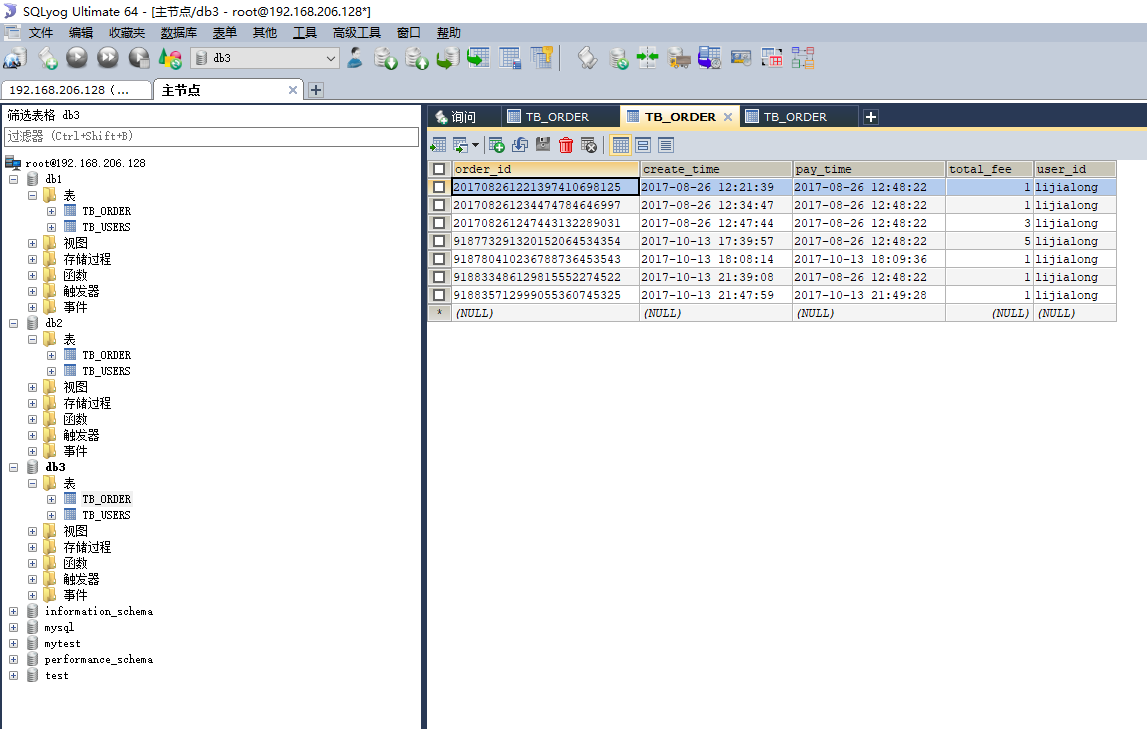 SQLyog Ultimate 64 - [主节点/db3 - root@192.168.206.128*]
文件 编辑 收藏夹 数据库 表单 其他 工具 高级工具 窗口 帮助
db3
192.168.206.128 (... 主节点
筛选表格 db3
过滤器 (Ctrl+Shift+B)
root@192.168.206.128
db1
表
TB_ORDER
TB_USERS
视图
存储过程
函数
触发器
事件
db2
表
TB_ORDER
TB_USERS
视图
存储过程
函数
触发器
事件
db3
表
TB_ORDER
TB_USERS
视图
存储过程
函数
触发器
事件
information_schema
mysql
mytest
performance_schema
test
询问 TB_ORDER TB_ORDER TB_ORDER
order_id create_time pay_time total_fee user_id
201708261221397410698125 2017-08-26 12:21:39 2017-08-26 12:48:22 1 lijialong
201708261234474784646997 2017-08-26 12:34:47 2017-08-26 12:48:22 1 lijialong
201708261247443132289031 2017-08-26 12:47:44 2017-08-26 12:48:22 3 lijialong
918773291320152064534354 2017-10-13 17:39:57 2017-08-26 12:48:22 5 lijialong
918780410236788736453543 2017-10-13 18:08:14 2017-10-13 18:09:36 1 lijialong
918833486129815552274522 2017-10-13 21:39:08 2017-08-26 12:48:22 1 lijialong
918835712999055360745325 2017-10-13 21:47:59 2017-10-13 21:49:28 1 lijialong
* (NULL) (NULL) (NULL) (NULL) (NULL)